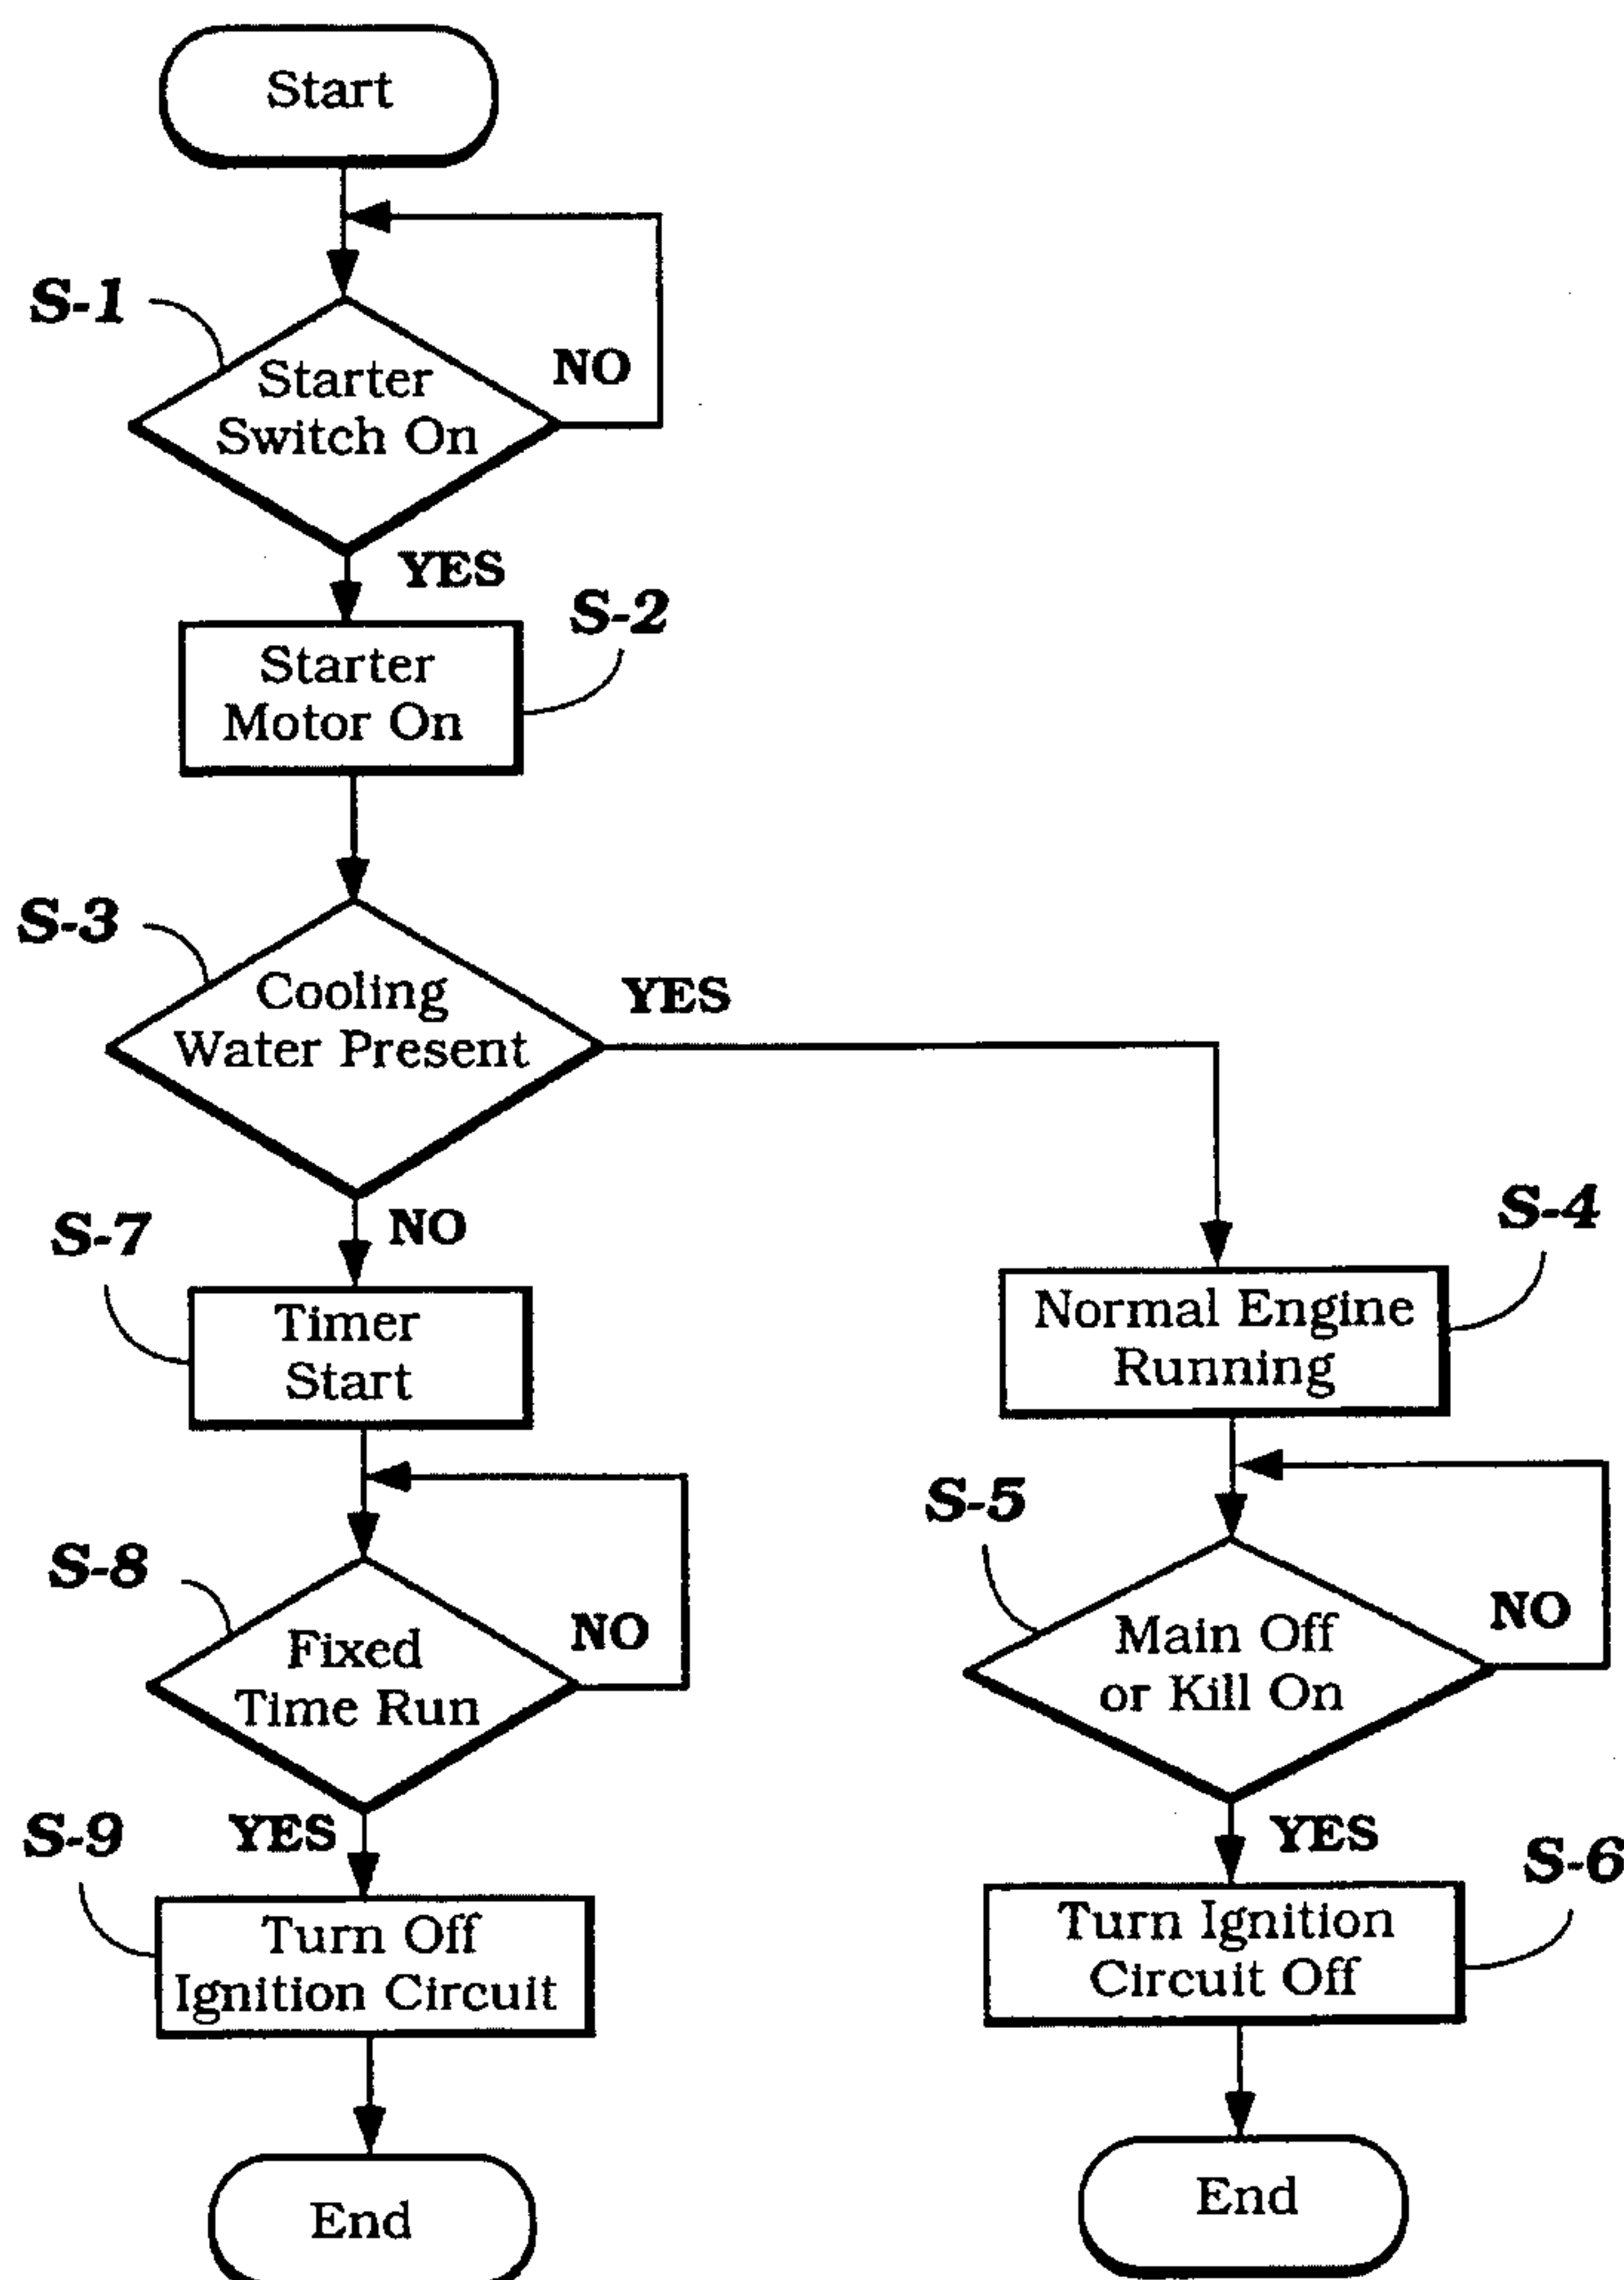 Start
S-1
Starter
Switch On
NO
YES
S-2
Starter
Motor On
S-3
Cooling
Water Present
YES
NO
S-7
Timer
Start
S-4
Normal Engine
Running
S-8
Fixed
Time Run
NO
S-5
Main Off
or Kill On
NO
YES
S-9
Turn Off
Ignition Circuit
YES
S-6
Turn Ignition
Circuit Off
End
End